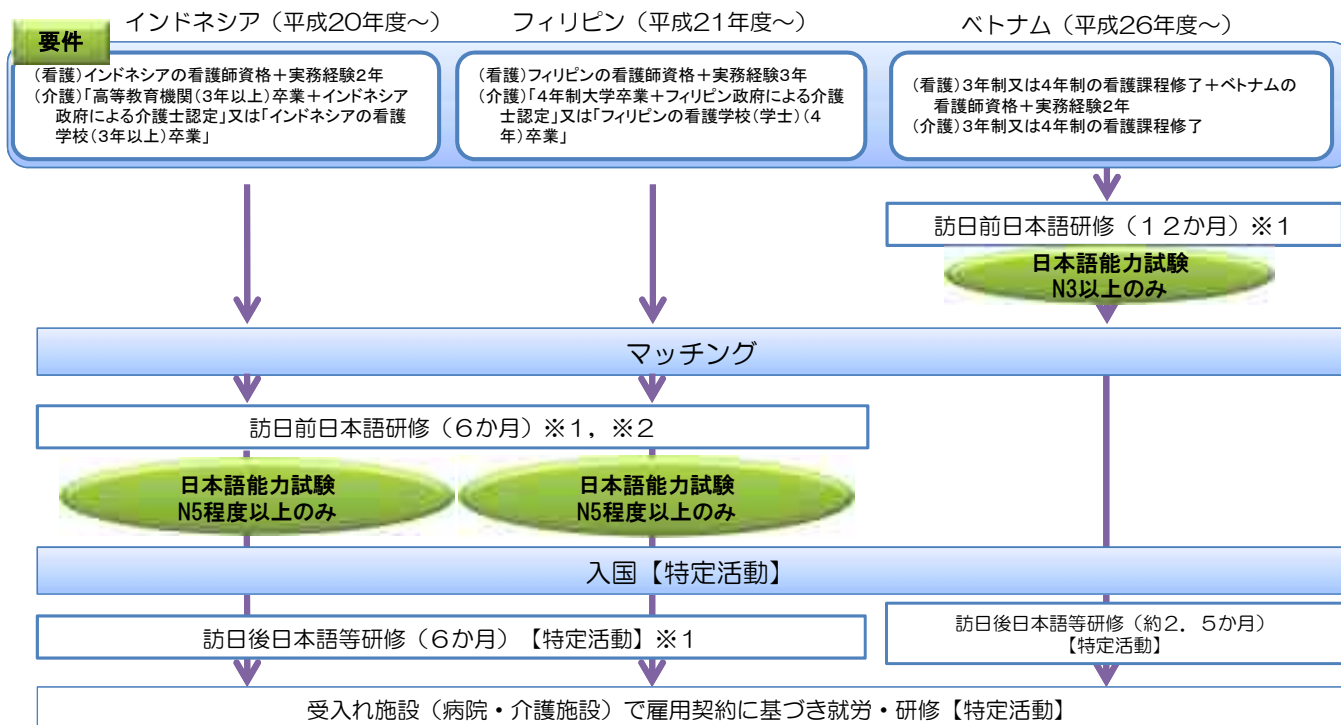 インドネシア（平成20年度～）
フィリピン（平成21年度～）
ベトナム（平成26年度～）
要件
（看護）インドネシアの看護師資格＋実務経験2年
（介護）「高等教育機関（3年以上）卒業＋インドネシア
政府による介護士認定」又は「インドネシアの看護
学校（3年以上）卒業」
（看護）フィリピンの看護師資格＋実務経験3年
（介護）「4年制大学卒業＋フィリピン政府による介護
士認定」又は「フィリピンの看護学校（学士）（4
年）卒業」
（看護）3年制又は4年制の看護課程修了＋ベトナムの
看護師資格＋実務経験2年
（介護）3年制又は4年制の看護課程修了
訪日前日本語研修（１２か月）※１
日本語能力試験
N3以上のみ
マッチング
訪日前日本語研修（６か月）※１，※２
日本語能力試験
N5程度以上のみ
日本語能力試験
N5程度以上のみ
入国【特定活動】
訪日後日本語等研修（６か月）【特定活動】※１
訪日後日本語等研修（約２．５か月）
【特定活動】
受入れ施設（病院・介護施設）で雇用契約に基づき就労・研修【特定活動】